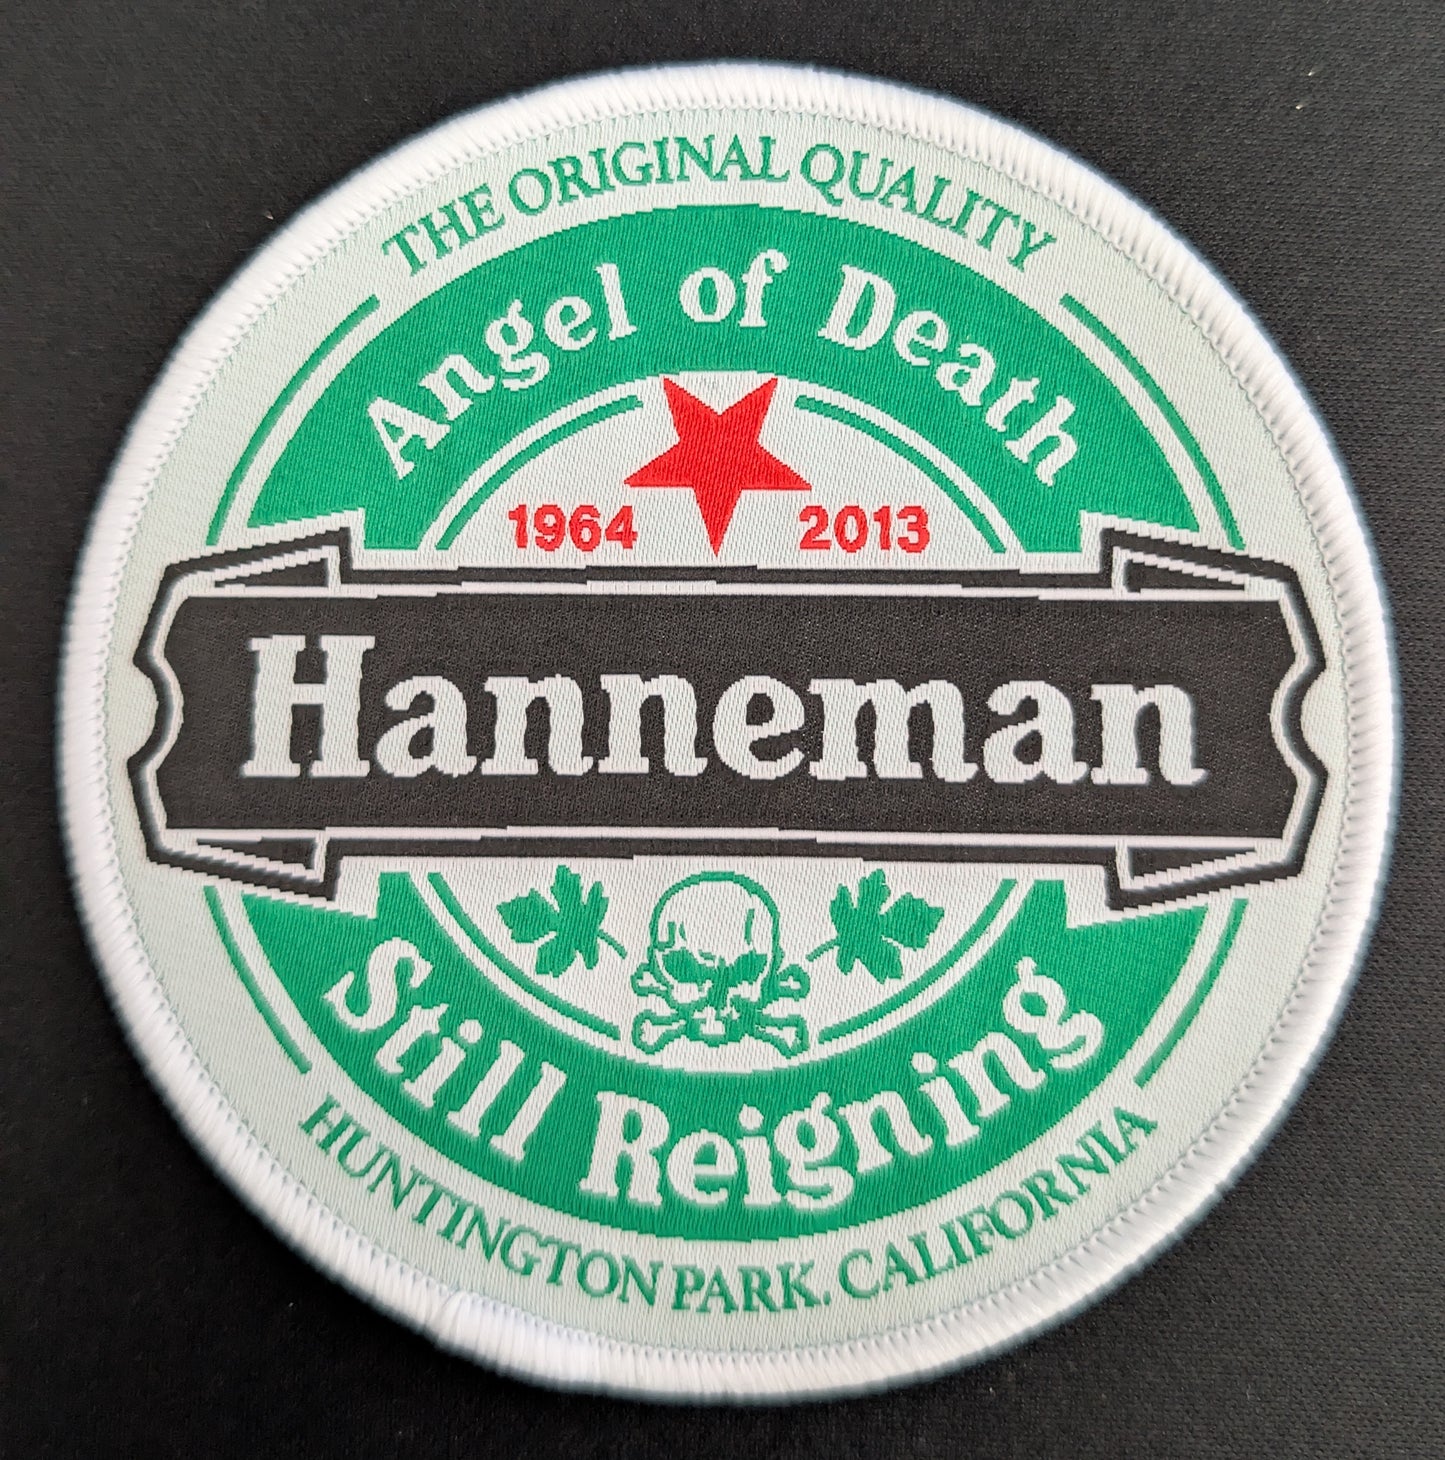 THE ORIGINAL QUALITY
Angel of Death
1964 2013
Hanneman
Still Reigning
HUNTINGTON PARK. CALIFORNIA